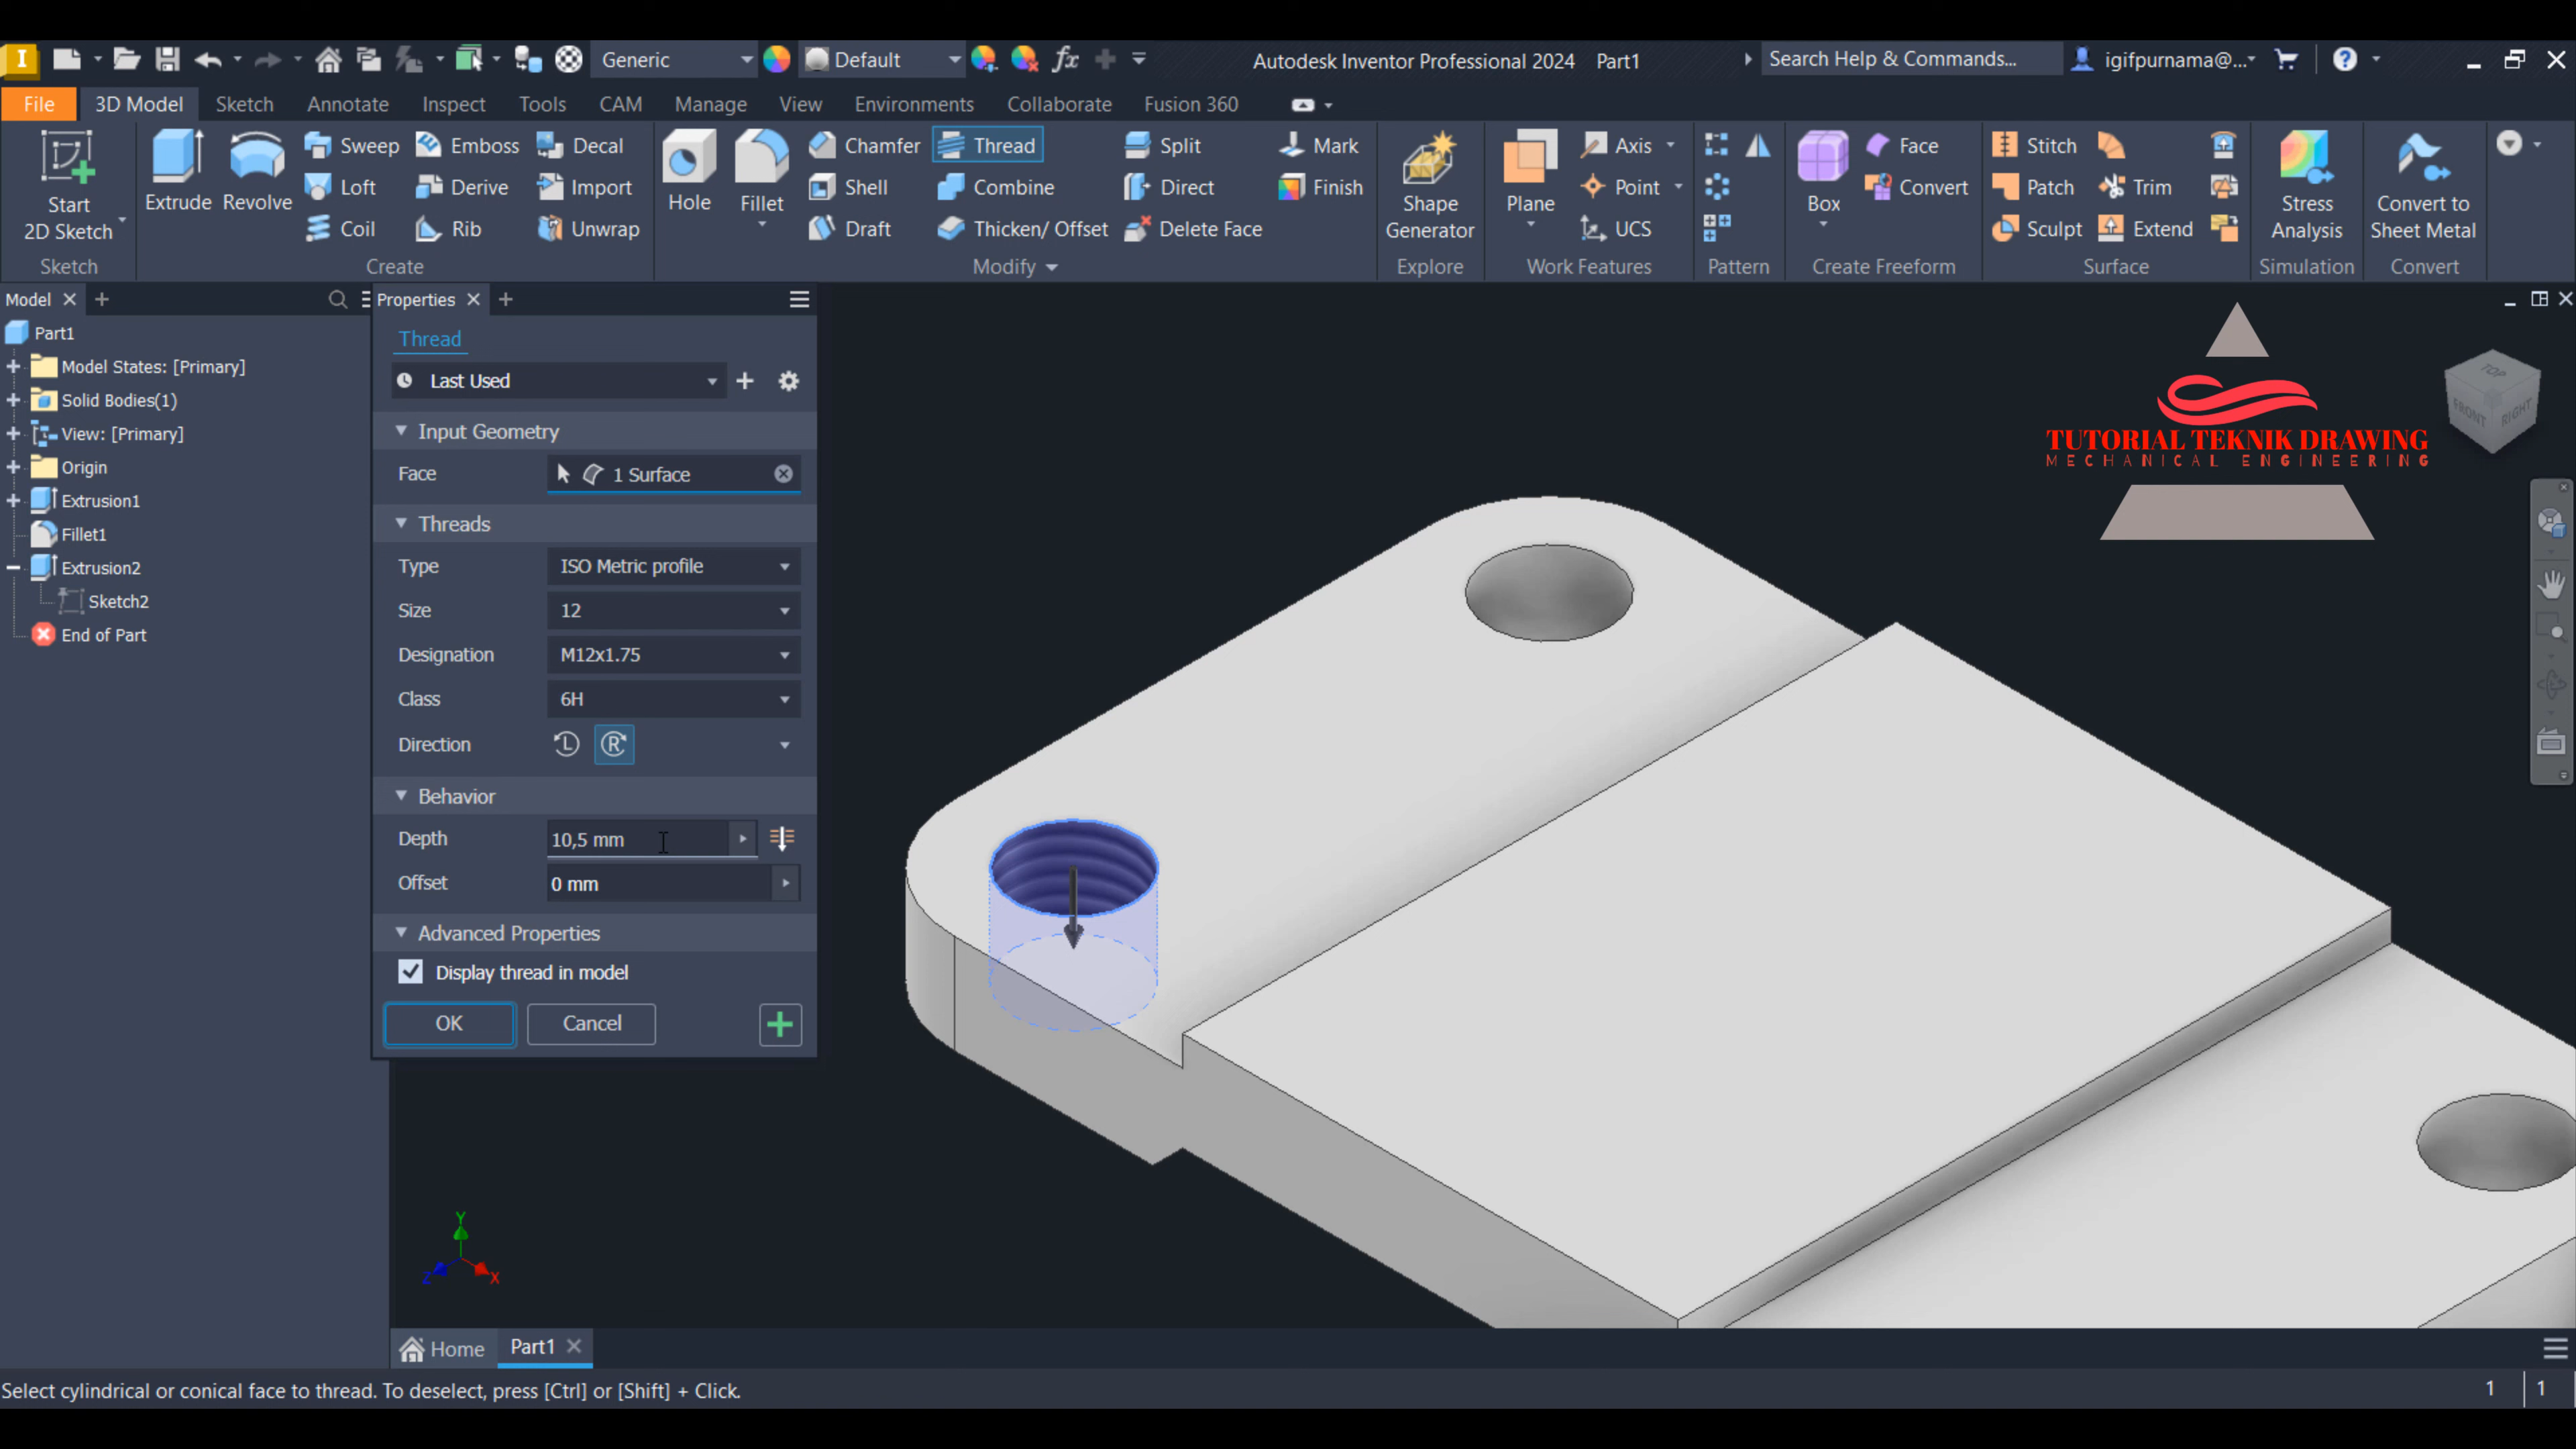 I Generic Default fx Autodesk Inventor Professional 2024 Part1 Search Help & Commands... igifpurnama@...
File 3D Model Sketch Annotate Inspect Tools CAM Manage View Environments Collaborate Fusion 360
Start 2D Sketch
Extrude
Revolve
Sweep Emboss Decal
Loft Derive Import
Coil Rib Unwrap
Hole
Fillet
Chamfer Thread Split Mark
Shell Combine Direct Finish
Draft Thicken/ Offset Delete Face
Shape Generator
Plane
Axis
Point
UCS
Box
Face
Convert
Stitch
Patch Trim
Sculpt Extend
Stress Analysis
Convert to Sheet Metal
Sketch Create Modify Explore Work Features Pattern Create Freeform Surface Simulation Convert
Model
Part1
Model States: [Primary]
Solid Bodies(1)
View: [Primary]
Origin
Extrusion1
Fillet1
Extrusion2
Sketch2
End of Part
Properties
Thread
Last Used
Input Geometry
Face 1 Surface
Threads
Type ISO Metric profile
Size 12
Designation M12x1.75
Class 6H
Direction L R
Behavior
Depth 10,5 mm
Offset 0 mm
Advanced Properties
Display thread in model
OK Cancel
TUTORIAL TEKNIK DRAWING
MECHANICAL ENGINEERING
TOP
FRONT RIGHT
Y
Z X
Home Part1
Select cylindrical or conical face to thread. To deselect, press [Ctrl] or [Shift] + Click.
1 1